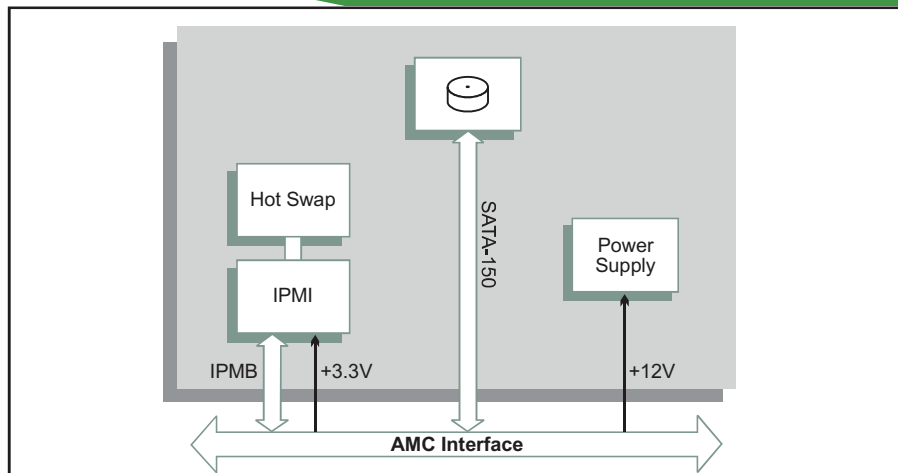 SATA-150
Hot Swap
Power
Supply
IPMI
IPMB
+3.3V
+12V
AMC Interface